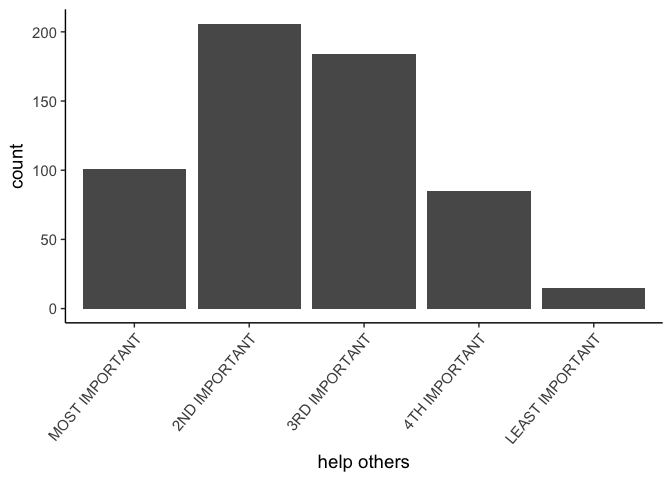 200
150
100
50
0
count
MOST IMPORTANT
2ND IMPORTANT
3RD IMPORTANT
4TH IMPORTANT
LEAST IMPORTANT
help others